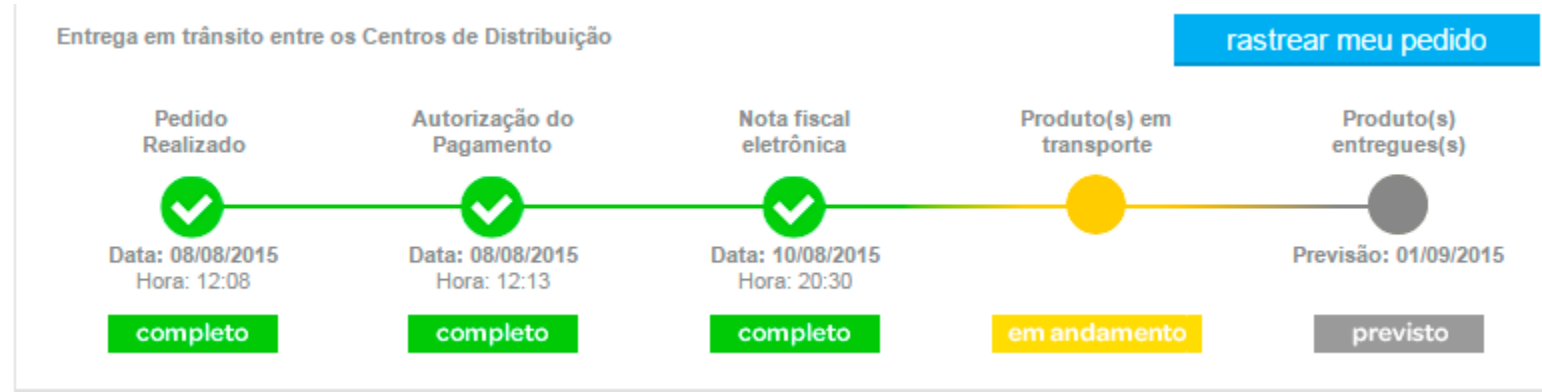 Entrega em trânsito entre os Centros de Distribuição
rastrear meu pedido
Pedido
Realizado
Autorização do
Pagamento
Nota fiscal
eletrônica
Produto(s) em
transporte
Produto(s)
entregues(s)
Data: 08/08/2015
Hora: 12:08
Data: 08/08/2015
Hora: 12:13
Data: 10/08/2015
Hora: 20:30
Previsão: 01/09/2015
completo
completo
completo
em andamento
previsto